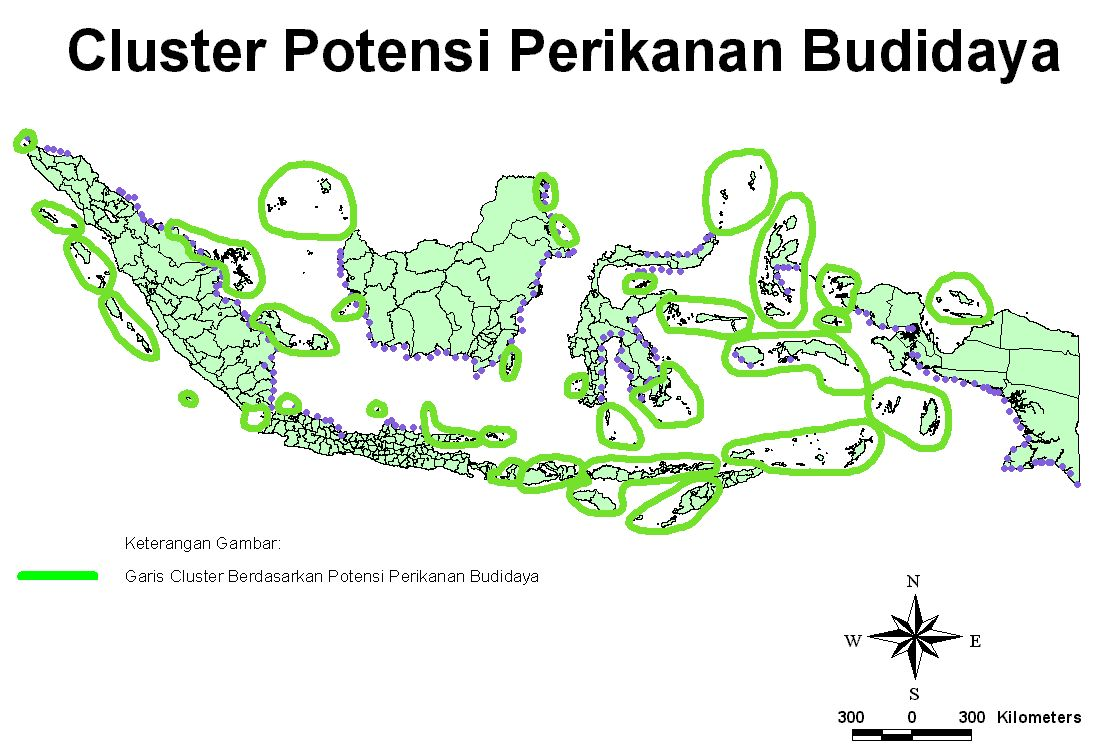 Cluster Potensi Perikanan Budidaya
Keterangan Gambar:
Garis Cluster Berdasarkan Potensi Perikanan Budidaya
N
W E
S
300 0 300 Kilometers